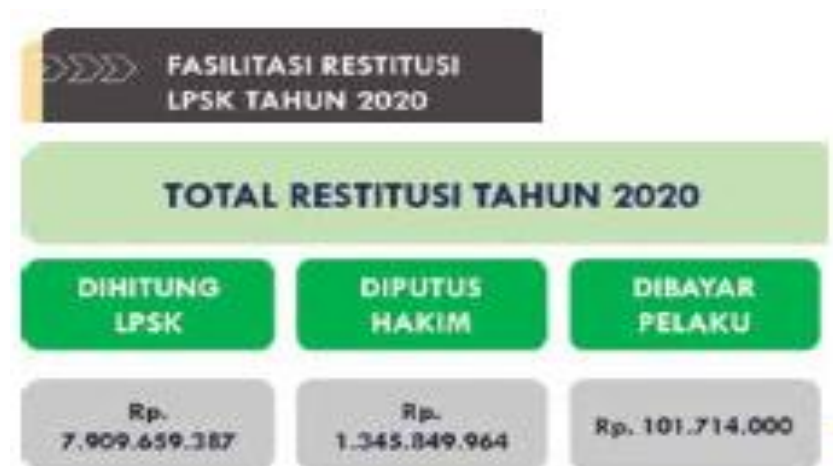 FASILITASI RESTITUSI
LPSK TAHUN 2020
TOTAL RESTITUSI TAHUN 2020
DIHITUNG
LPSK
DIPUTUS
HAKIM
DIBAYAR
PELAKU
Rp.
7.909.659.387
Rp.
1.345.849.964
Rp. 101.714.000